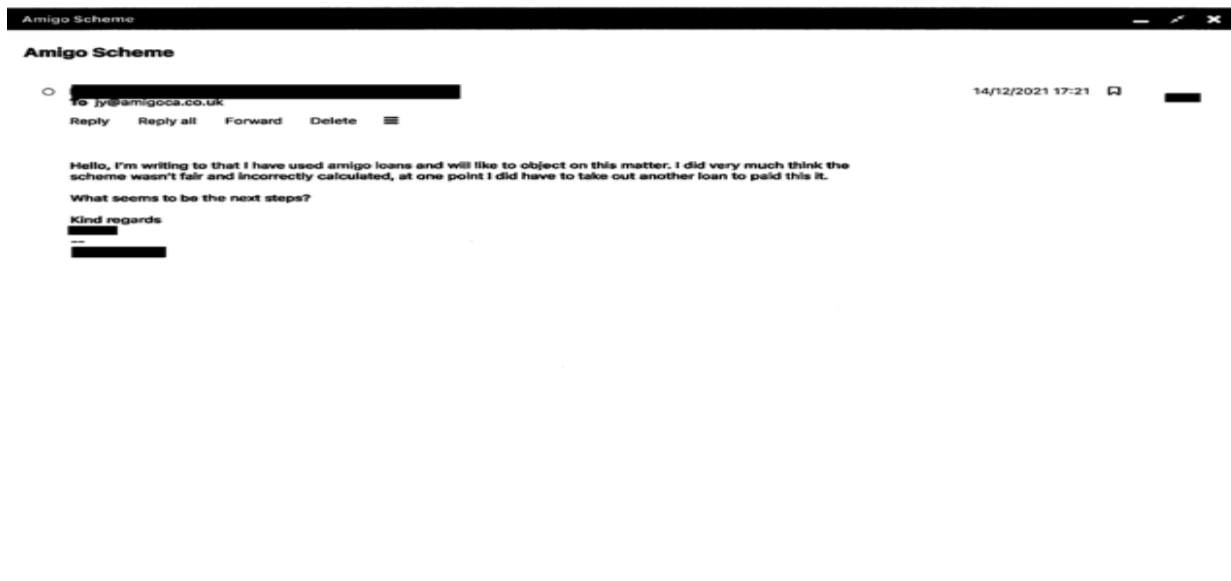 Amigo Scheme
Amigo Scheme
To jy@amigoca.co.uk
14/12/2021 17:21
Reply Reply all Forward Delete
Hello, I'm writing to that I have used amigo loans and will like to object on this matter. I did very much think the
scheme wasn't fair and incorrectly calculated, at one point I did have to take out another loan to paid this it.
What seems to be the next steps?
Kind regards
--